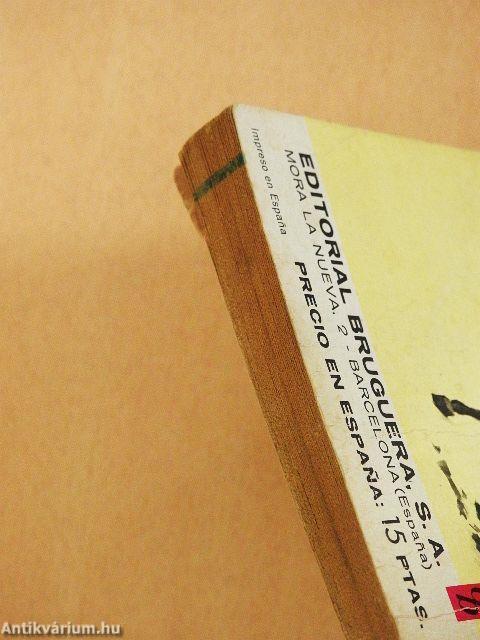 EDITORIAL BRUGUERA, S. A.
MORA LA NUEVA, 2 - BARCELONA (España)
Impreso en España
PRECIO EN ESPAÑA: 15 PTAS.
Antikvárium.hu